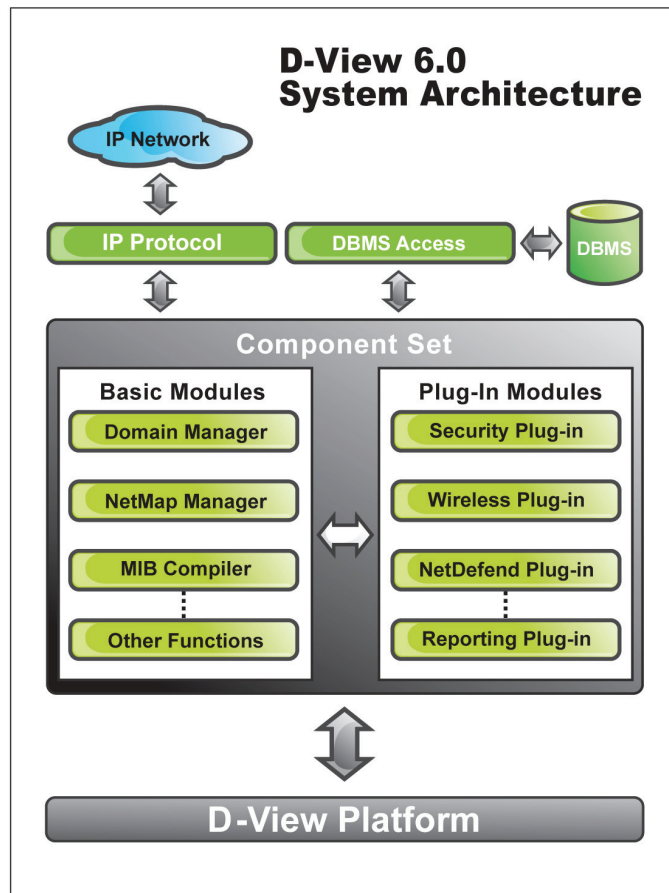 D-View 6.0
System Architecture
IP Network
IP Protocol
DBMS Access
DBMS
Component Set
Basic Modules
Domain Manager
NetMap Manager
MIB Compiler
Other Functions
Plug-In Modules
Security Plug-in
Wireless Plug-in
NetDefend Plug-in
Reporting Plug-in
D-View Platform